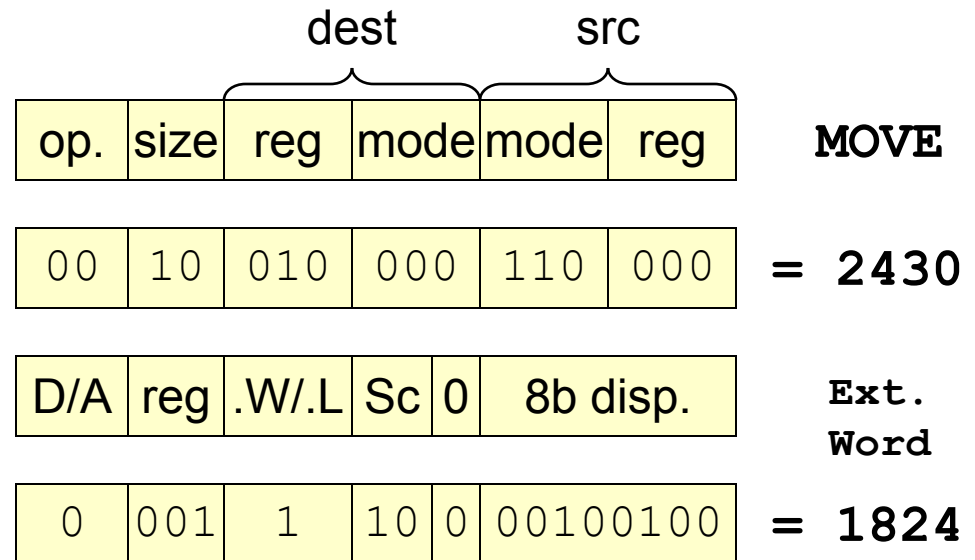 dest src
op. size reg mode mode reg MOVE
00 10 010 000 110 000 = 2430
D/A reg .W/.L Sc 0 8b disp. Ext. Word
0 001 1 10 0 00100100 = 1824